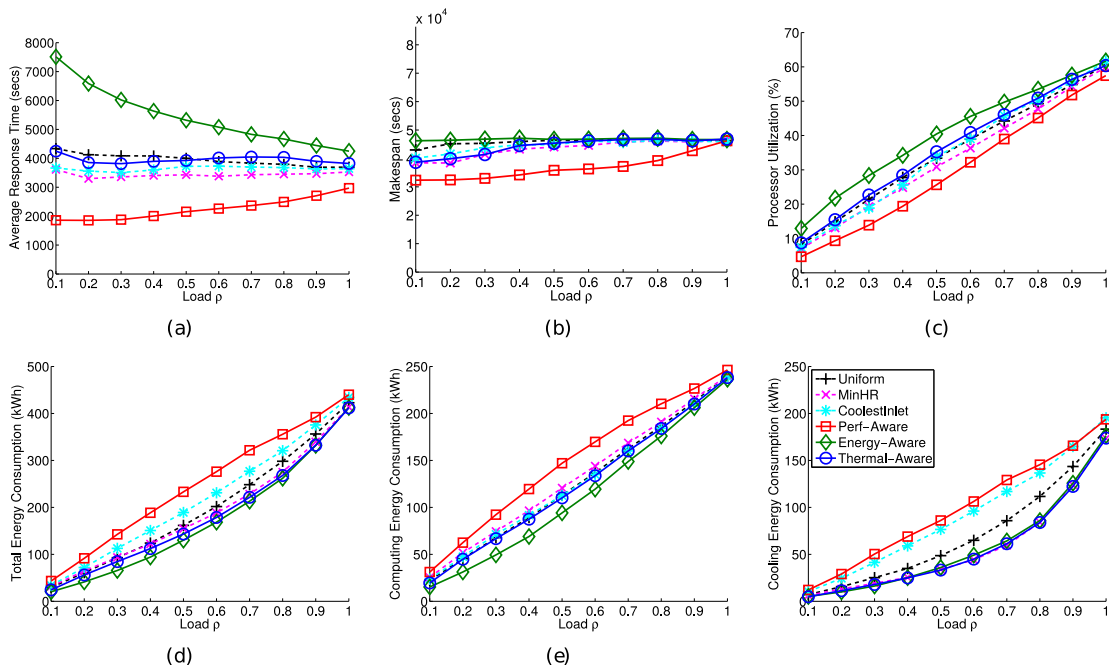 Average Response Time (secs)
8000
7000
6000
5000
4000
3000
2000
1000
0
0.1 0.2 0.3 0.4 0.5 0.6 0.7 0.8 0.9 1
Load ρ
(a)
x 10⁴
Makespan (secs)
8
7
6
5
4
3
2
1
0
0.1 0.2 0.3 0.4 0.5 0.6 0.7 0.8 0.9 1
Load ρ
(b)
Processor Utilization (%)
70
60
50
40
30
20
10
0
0.1 0.2 0.3 0.4 0.5 0.6 0.7 0.8 0.9 1
Load ρ
(c)
Total Energy Consumption (kWh)
500
400
300
200
100
0
0.1 0.2 0.3 0.4 0.5 0.6 0.7 0.8 0.9 1
Load ρ
(d)
Computing Energy Consumption (kWh)
250
200
150
100
50
0
0.1 0.2 0.3 0.4 0.5 0.6 0.7 0.8 0.9 1
Load ρ
(e)
Cooling Energy Consumption (kWh)
250
200
150
100
50
0
0.1 0.2 0.3 0.4 0.5 0.6 0.7 0.8 0.9 1
Load ρ
Uniform
MinHR
CoolestInlet
Perf−Aware
Energy−Aware
Thermal−Aware
(f)